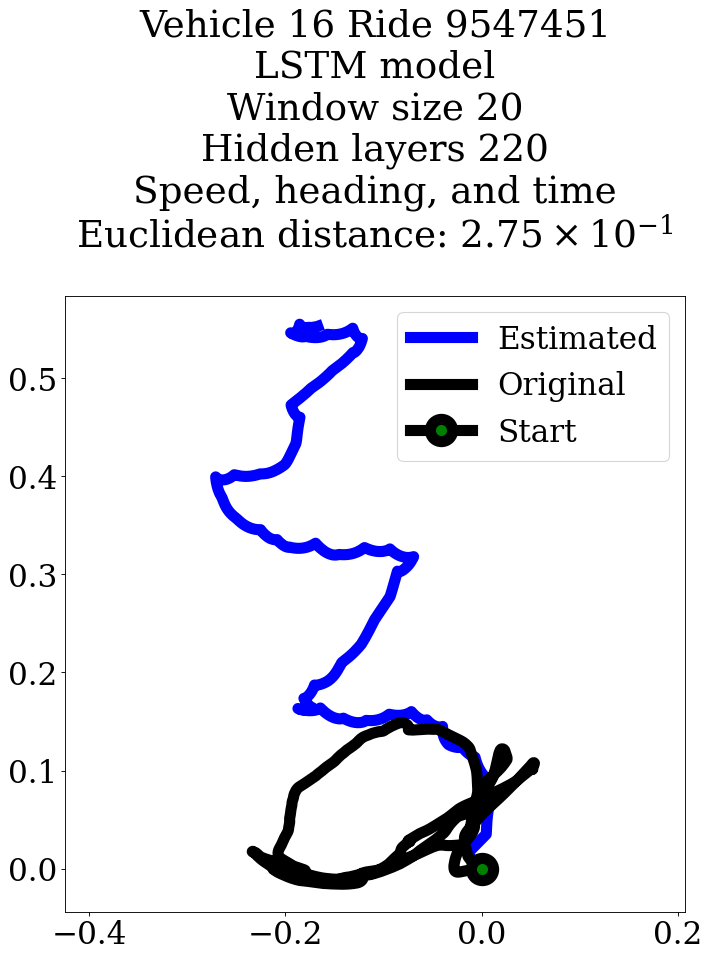 Vehicle 16 Ride 9547451
LSTM model
Window size 20
Hidden layers 220
Speed, heading, and time
Euclidean distance: 2.75 × 10⁻¹
Estimated
Original
Start
0.5
0.4
0.3
0.2
0.1
0.0
−0.4
−0.2
0.0
0.2